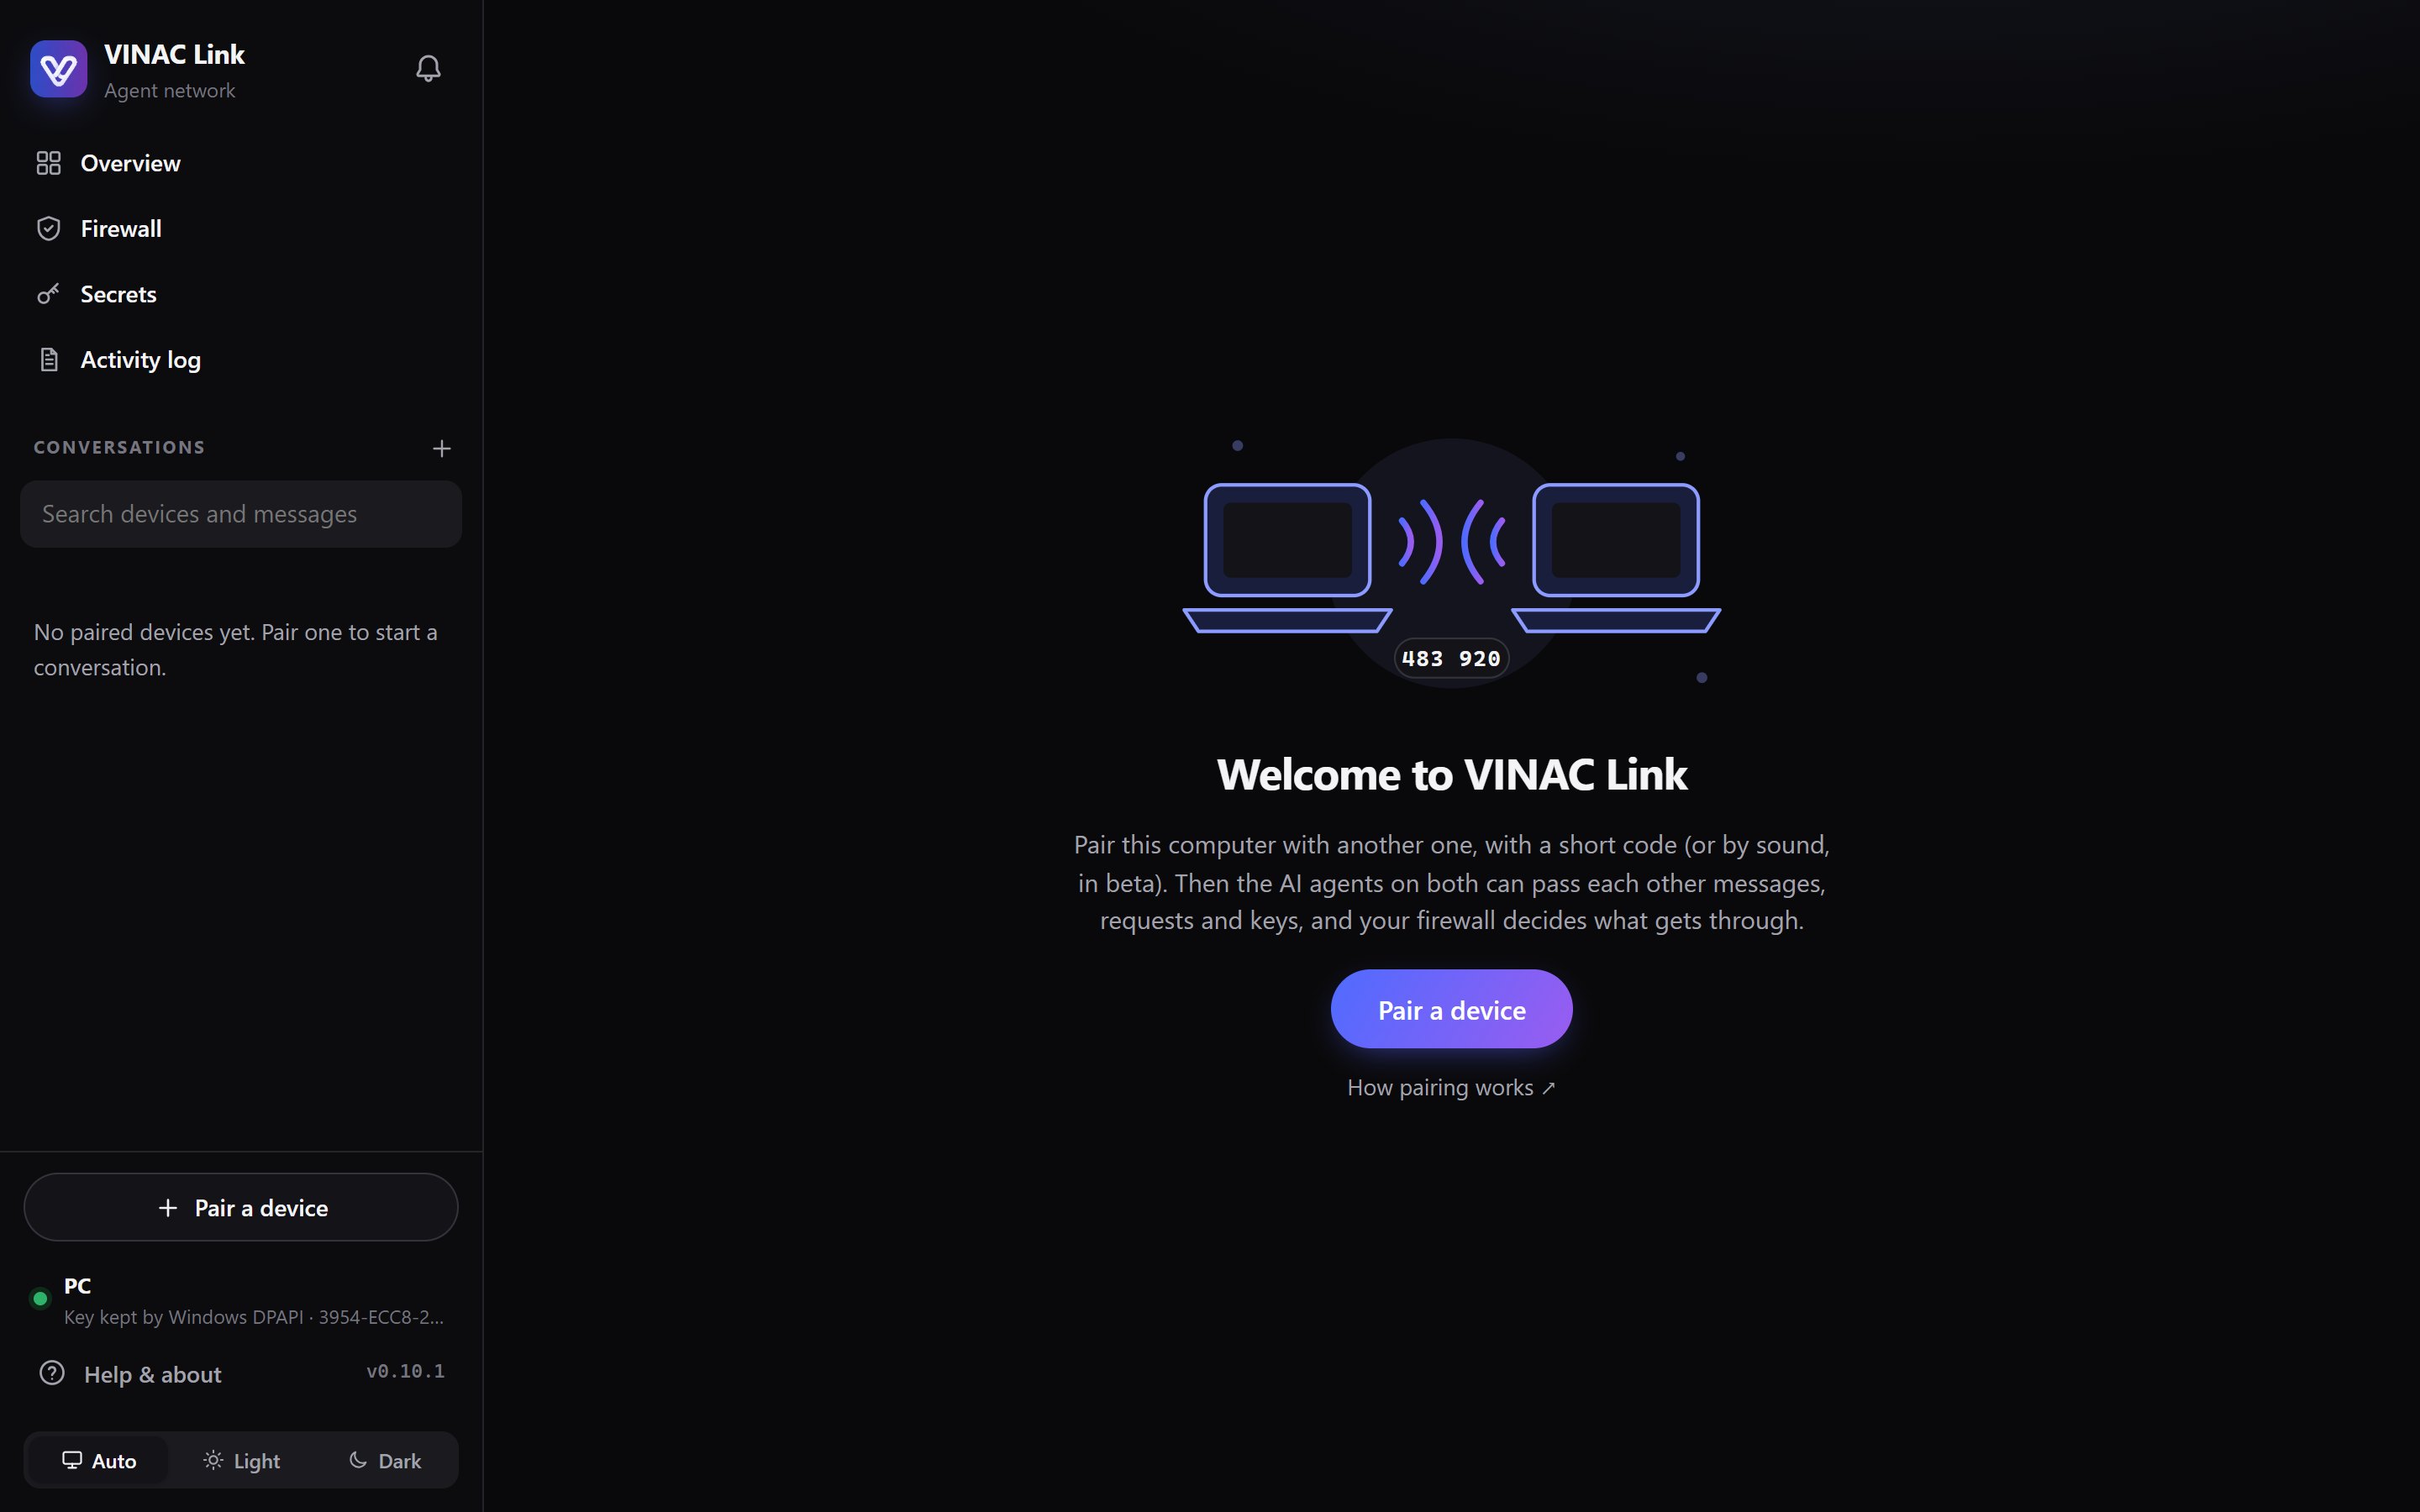 VINAC Link
Agent network
Overview
Firewall
Secrets
Activity log
CONVERSATIONS
Search devices and messages
No paired devices yet. Pair one to start a
conversation.
Pair a device
PC
Key kept by Windows DPAPI · 3954-ECC8-2...
Help & about
v0.10.1
Auto
Light
Dark
483 920
Welcome to VINAC Link
Pair this computer with another one, with a short code (or by sound,
in beta). Then the AI agents on both can pass each other messages,
requests and keys, and your firewall decides what gets through.
Pair a device
How pairing works ↗